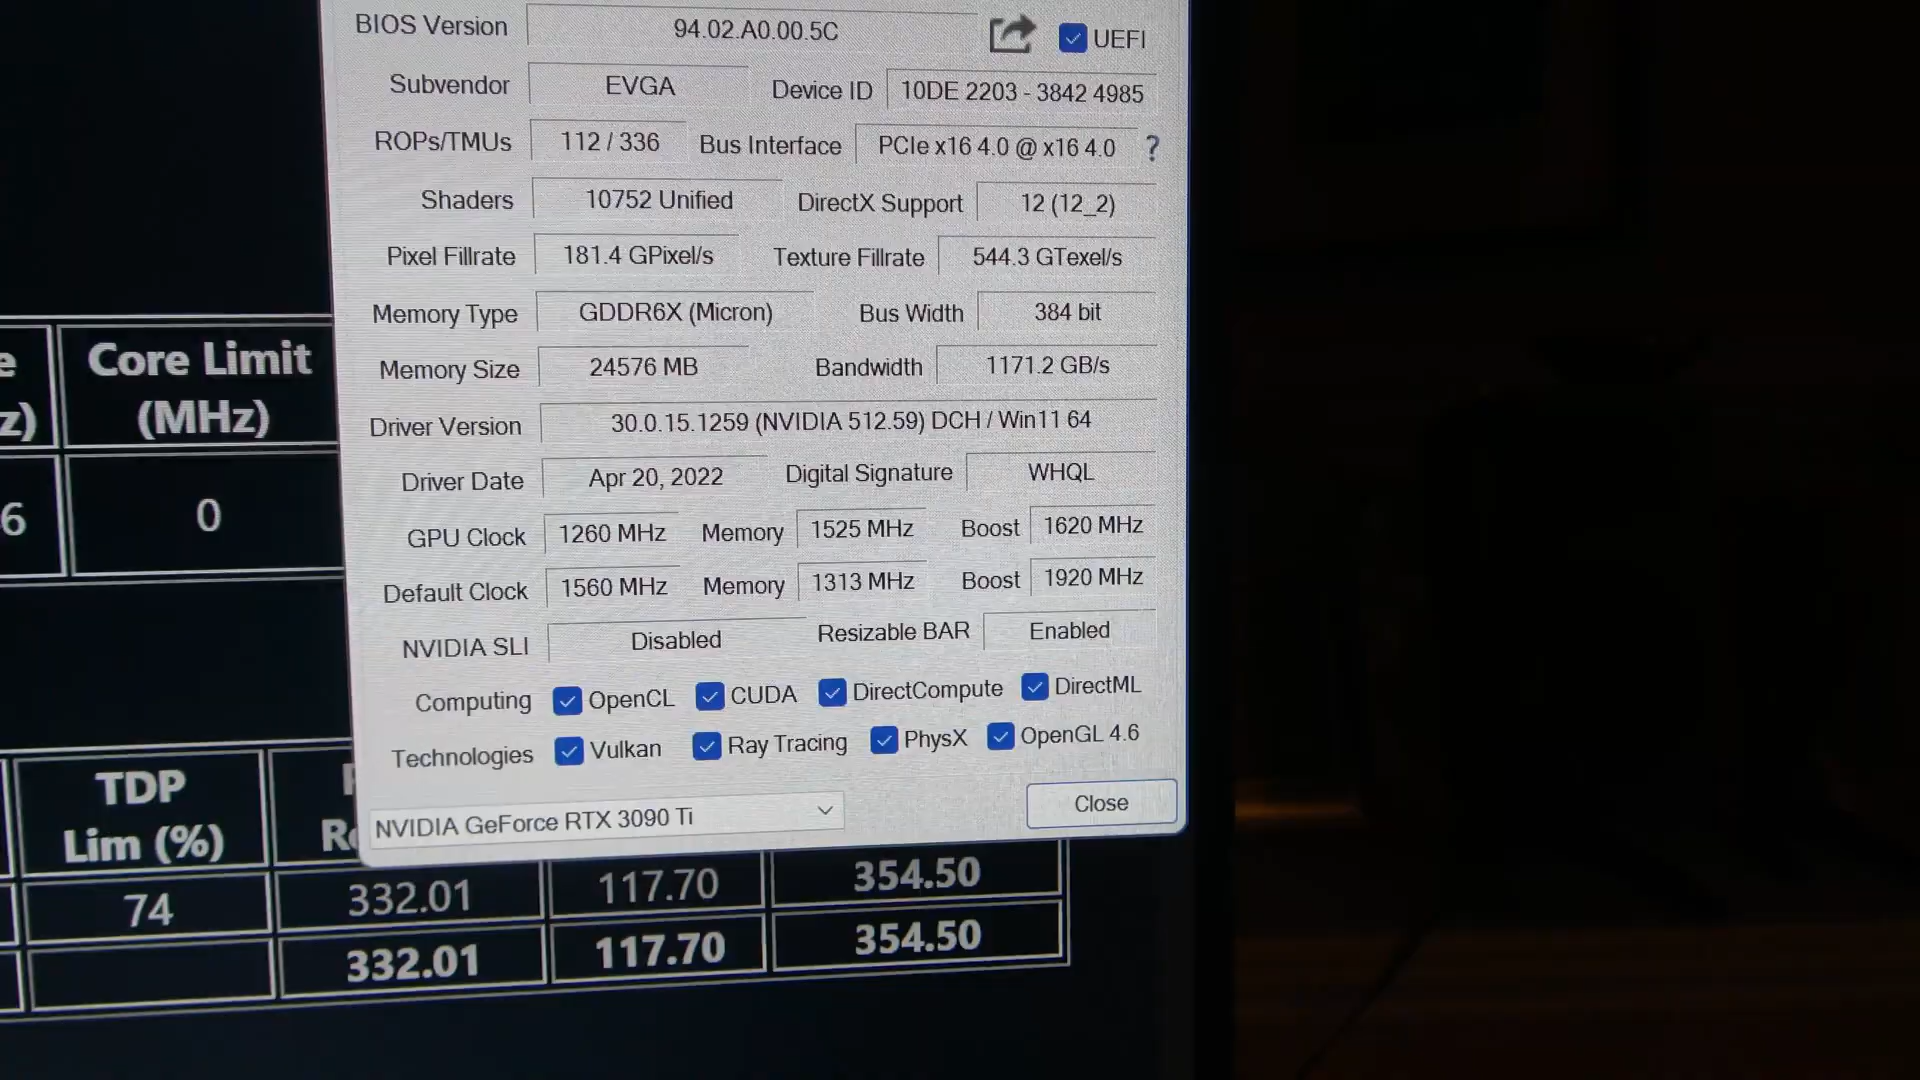 BIOS Version 94.02.A0.00.5C UEFI
Subvendor EVGA Device ID 10DE 2203 - 3842 4985
ROPs/TMUs 112 / 336 Bus Interface PCIe x16 4.0 @ x16 4.0 ?
Shaders 10752 Unified DirectX Support 12 (12_2)
Pixel Fillrate 181.4 GPixel/s Texture Fillrate 544.3 GTexel/s
Memory Type GDDR6X (Micron) Bus Width 384 bit
Memory Size 24576 MB Bandwidth 1171.2 GB/s
Driver Version 30.0.15.1259 (NVIDIA 512.59) DCH / Win11 64
Driver Date Apr 20, 2022 Digital Signature WHQL
GPU Clock 1260 MHz Memory 1525 MHz Boost 1620 MHz
Default Clock 1560 MHz Memory 1313 MHz Boost 1920 MHz
NVIDIA SLI Disabled Resizable BAR Enabled
Computing OpenCL CUDA DirectCompute DirectML
Technologies Vulkan Ray Tracing PhysX OpenGL 4.6
NVIDIA GeForce RTX 3090 Ti Close
e Core Limit
z) (MHz)
6 0
TDP
Lim (%)
74 332.01 117.70 354.50
332.01 117.70 354.50